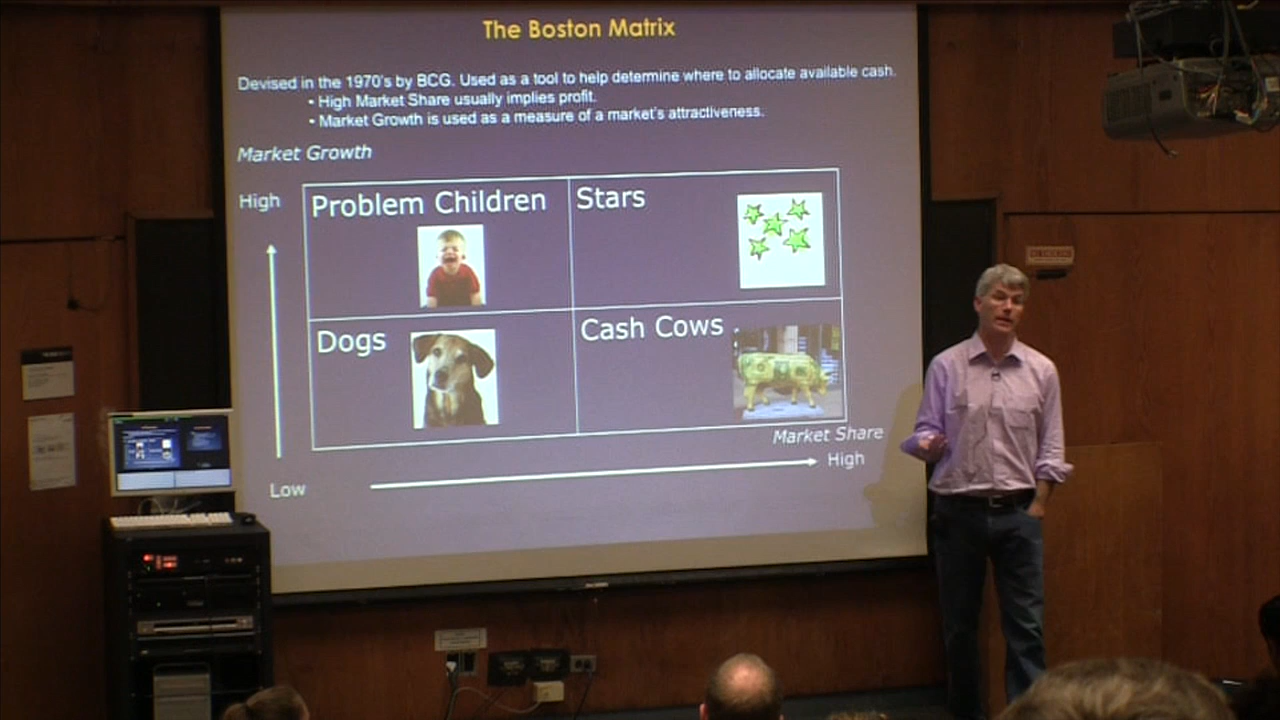 The Boston Matrix
Devised in the 1970's by BCG. Used as a tool to help determine where to allocate available cash.
• High Market Share usually implies profit.
• Market Growth is used as a measure of a market's attractiveness.
Market Growth
High
Problem Children
Stars
Dogs
Cash Cows
Market Share
High
Low